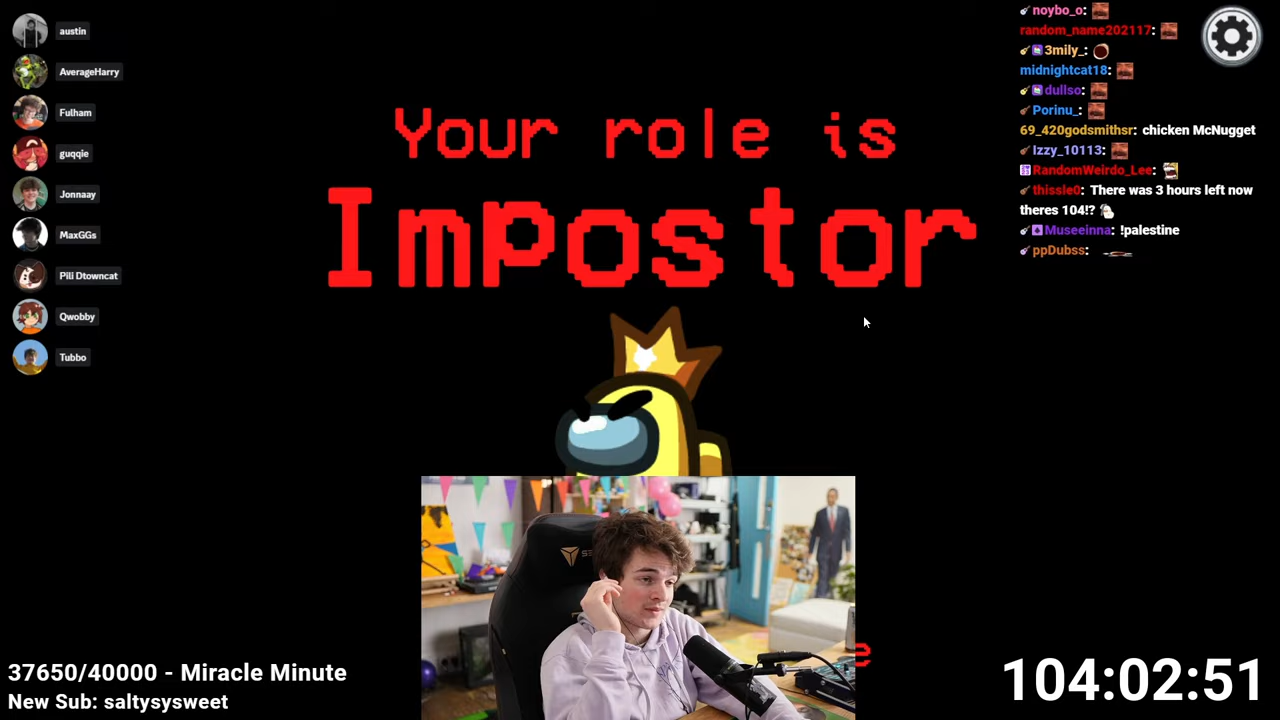 austin
AverageHarry
Fulham
guqqie
Jonnaay
MaxGGs
Pili Dtowncat
Qwobby
Tubbo
Your role is
Impostor
noybo_o:
random_name202117:
3mily_:
midnightcat18:
dullso:
Porinu_:
69_420godsmithsr: chicken McNugget
Izzy_10113:
RandomWeirdo_Lee:
thissle0: There was 3 hours left now
theres 104!?
Museeinna: !palestine
ppDubss:
37650/40000 - Miracle Minute
New Sub: saltysysweet
104:02:51